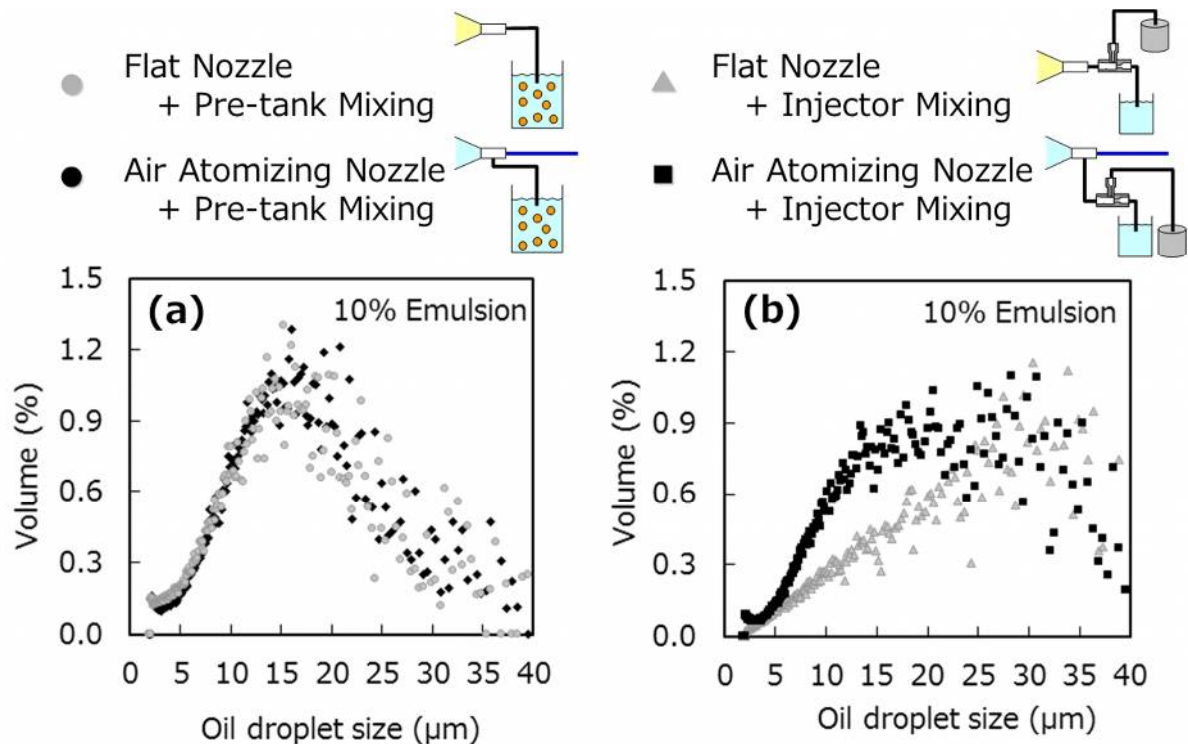 Flat Nozzle
+ Pre-tank Mixing
Air Atomizing Nozzle
+ Pre-tank Mixing
Flat Nozzle
+ Injector Mixing
Air Atomizing Nozzle
+ Injector Mixing
(a)
10% Emulsion
Volume (%)
1.5
1.2
0.9
0.6
0.3
0.0
0 5 10 15 20 25 30 35 40
Oil droplet size (μm)
(b)
10% Emulsion
Volume (%)
1.5
1.2
0.9
0.6
0.3
0.0
0 5 10 15 20 25 30 35 40
Oil droplet size (μm)